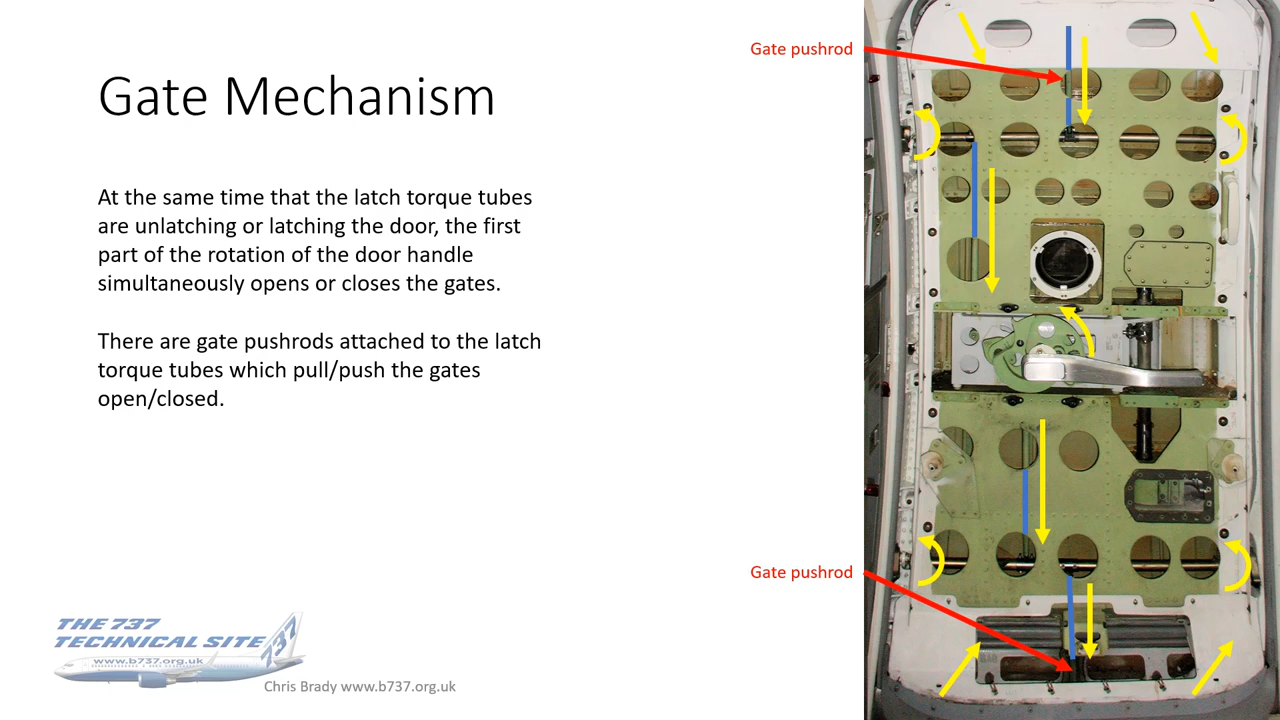 Gate Mechanism
At the same time that the latch torque tubes
are unlatching or latching the door, the first
part of the rotation of the door handle
simultaneously opens or closes the gates.
There are gate pushrods attached to the latch
torque tubes which pull/push the gates
open/closed.
Gate pushrod
Gate pushrod
THE 737
TECHNICAL SITE
737
www.b737.org.uk
Chris Brady www.b737.org.uk